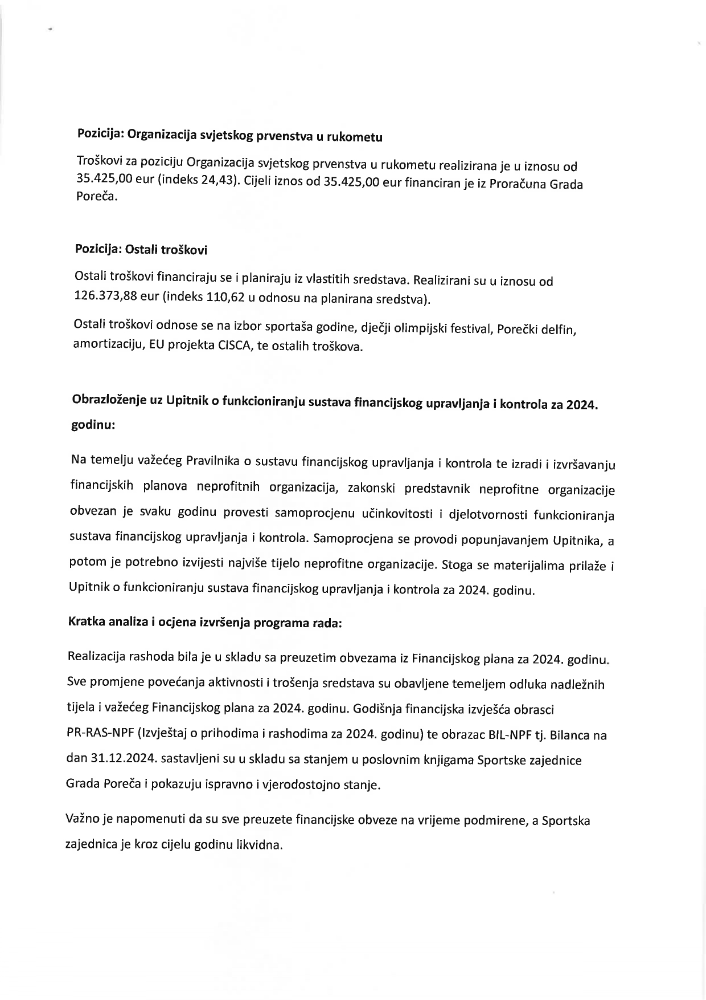 Pozicija: Organizacija svjetskog prvenstva u rukometu
Troškovi za poziciju Organizacija svjetskog prvenstva u rukometu realizirana je u iznosu od
35.425,00 eur (indeks 24,43). Cijeli iznos od 35.425,00 eur financiran je iz Proračuna Grada
Poreča.
Pozicija: Ostali troškovi
Ostali troškovi financiraju se i planiraju iz vlastitih sredstava. Realizirani su u iznosu od
126.373,88 eur (indeks 110,62 u odnosu na planirana sredstva).
Ostali troškovi odnose se na izbor sportaša godine, dječji olimpijski festival, Porečki delfin,
amortizaciju, EU projekta CISCA, te ostalih troškova.
Obrazloženje uz Upitnik o funkcioniranju sustava financijskog upravljanja i kontrola za 2024.
godinu:
Na temelju važećeg Pravilnika o sustavu financijskog upravljanja i kontrola te izradi i izvršavanju
financijskih planova neprofitnih organizacija, zakonski predstavnik neprofitne organizacije
obvezan je svaku godinu provesti samoprocjenu učinkovitosti i djelotvornosti funkcioniranja
sustava financijskog upravljanja i kontrola. Samoprocjena se provodi popunjavanjem Upitnika, a
potom je potrebno izvijesti najviše tijelo neprofitne organizacije. Stoga se materijalima prilaže i
Upitnik o funkcioniranju sustava financijskog upravljanja i kontrola za 2024. godinu.
Kratka analiza i ocjena izvršenja programa rada:
Realizacija rashoda bila je u skladu sa preuzetim obvezama iz Financijskog plana za 2024. godinu.
Sve promjene povećanja aktivnosti i trošenja sredstava su obavljene temeljem odluka nadležnih
tijela i važećeg Financijskog plana za 2024. godinu. Godišnja financijska izvješća obrasci
PR-RAS-NPF (Izvještaj o prihodima i rashodima za 2024. godinu) te obrazac BIL-NPF tj. Bilanca na
dan 31.12.2024. sastavljeni su u skladu sa stanjem u poslovnim knjigama Sportske zajednice
Grada Poreča i pokazuju ispravno i vjerodostojno stanje.
Važno je napomenuti da su sve preuzete financijske obveze na vrijeme podmirene, a Sportska
zajednica je kroz cijelu godinu likvidna.